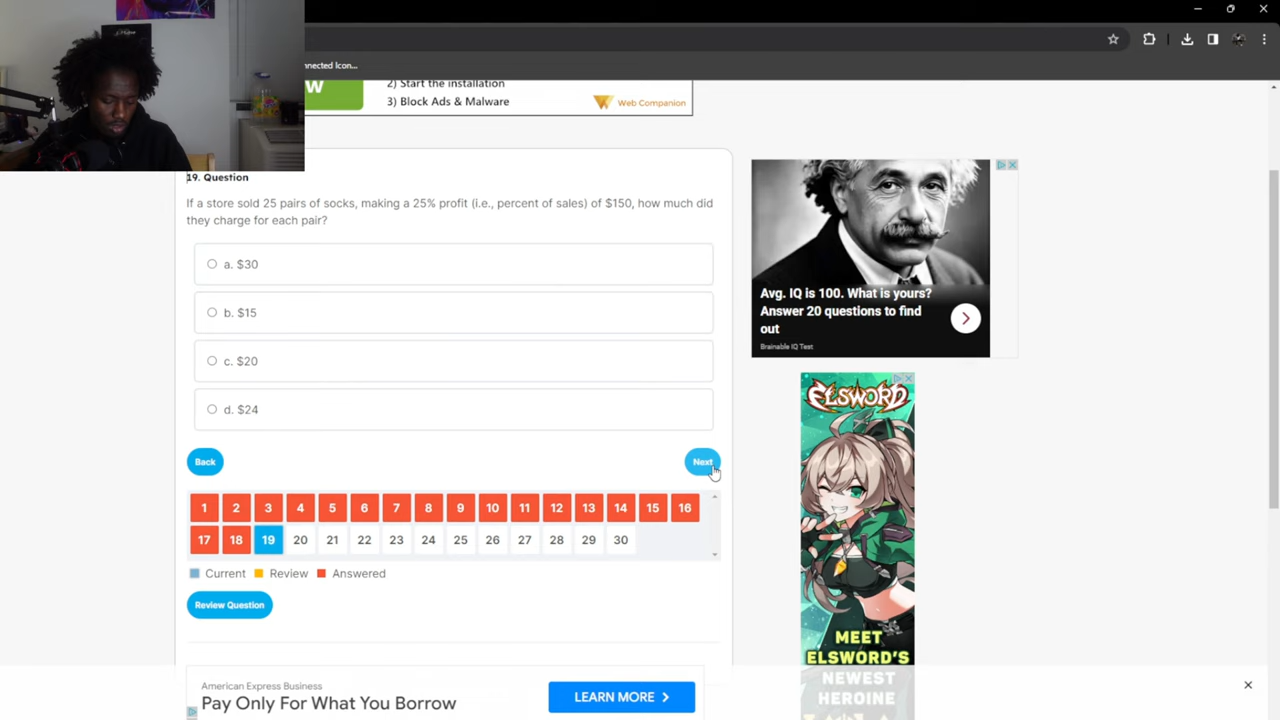 nnected Icon...
W
2) Start the installation
3) Block Ads & Malware
Web Companion
19. Question
If a store sold 25 pairs of socks, making a 25% profit (i.e., percent of sales) of $150, how much did
they charge for each pair?
a. $30
b. $15
c. $20
d. $24
Back
Next
1 2 3 4 5 6 7 8 9 10 11 12 13 14 15 16
17 18 19 20 21 22 23 24 25 26 27 28 29 30
Current Review Answered
Review Question
Avg. IQ is 100. What is yours?
Answer 20 questions to find
out
Brainable IQ Test
ELSWORD
MEET
ELSWORD'S
NEWEST
HEROINE
American Express Business
Pay Only For What You Borrow
LEARN MORE